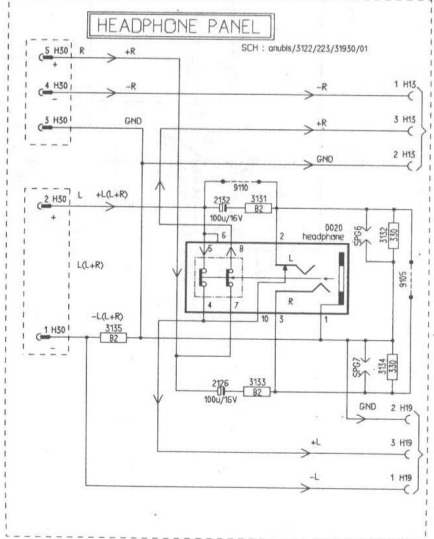 HEADPHONE PANEL
SCH : anubis/3122/223/31930/01
5 H30 R +R
+
4 H30 -R -R 1 H13
-
+R 3 H13
3 H30 GND
GND 2 H13
9110
2 H30 L +L(L+R) 2132 3131
+ 100u/16V 82
6 2 0020
headphone
5 8 L SPG6 3132 330
9105
L(L+R)
R
4 7 10 3 1
-L(L+R)
1 H30 3135
- 82
SPG7 3134 330
2126 3133
100u/16V 82
GND 2 H19
+L 3 H19
-L 1 H19